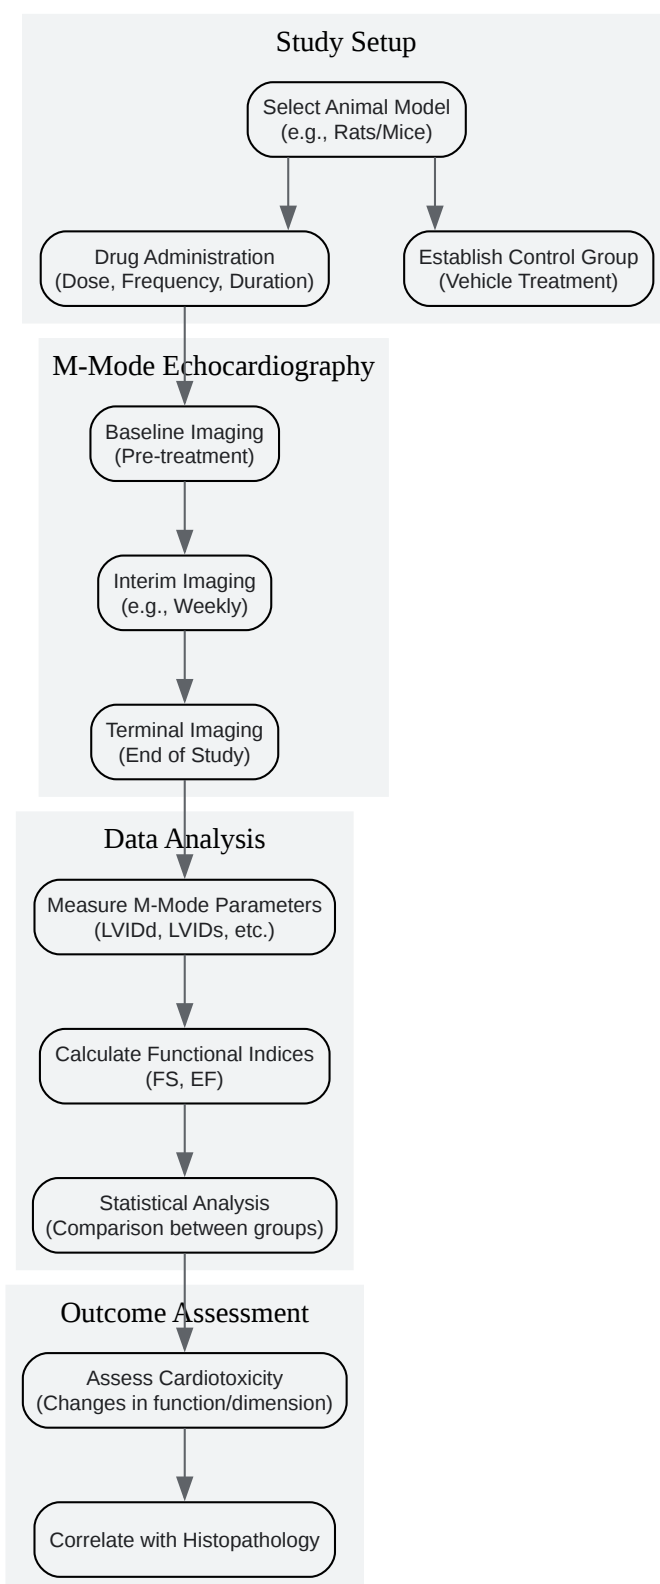 Study Setup
Select Animal Model
(e.g., Rats/Mice)
Drug Administration
(Dose, Frequency, Duration)
Establish Control Group
(Vehicle Treatment)
M-Mode Echocardiography
Baseline Imaging
(Pre-treatment)
Interim Imaging
(e.g., Weekly)
Terminal Imaging
(End of Study)
Data Analysis
Measure M-Mode Parameters
(LVIDd, LVIDs, etc.)
Calculate Functional Indices
(FS, EF)
Statistical Analysis
(Comparison between groups)
Outcome Assessment
Assess Cardiotoxicity
(Changes in function/dimension)
Correlate with Histopathology